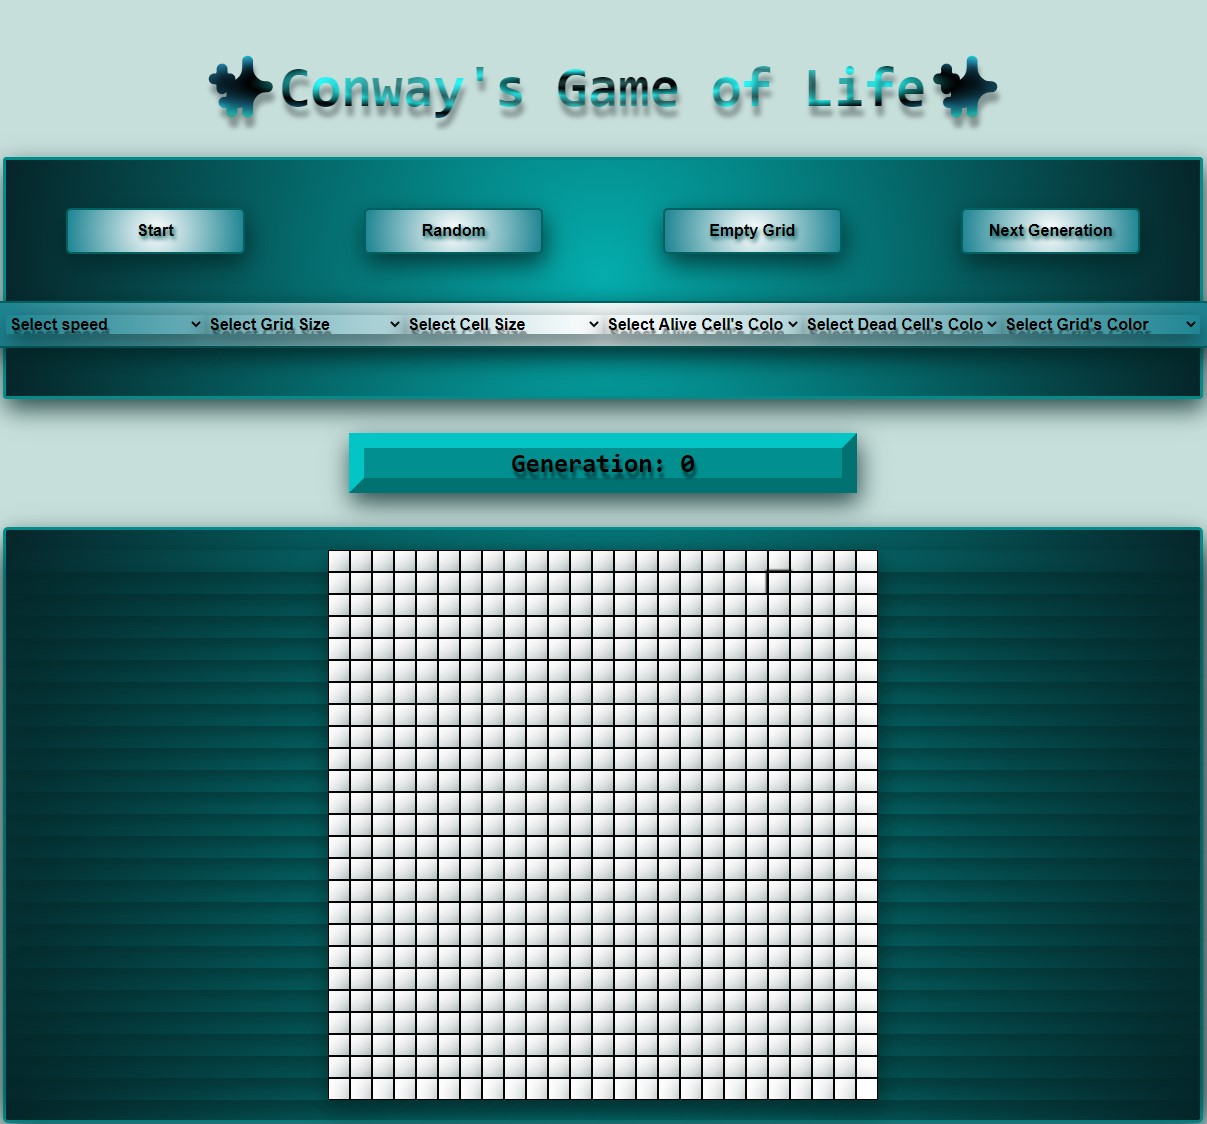 Conway's Game of Life
Start Random Empty Grid Next Generation
Select speed Select Grid Size Select Cell Size Select Alive Cell's Colo Select Dead Cell's Colo Select Grid's Color
Generation: 0